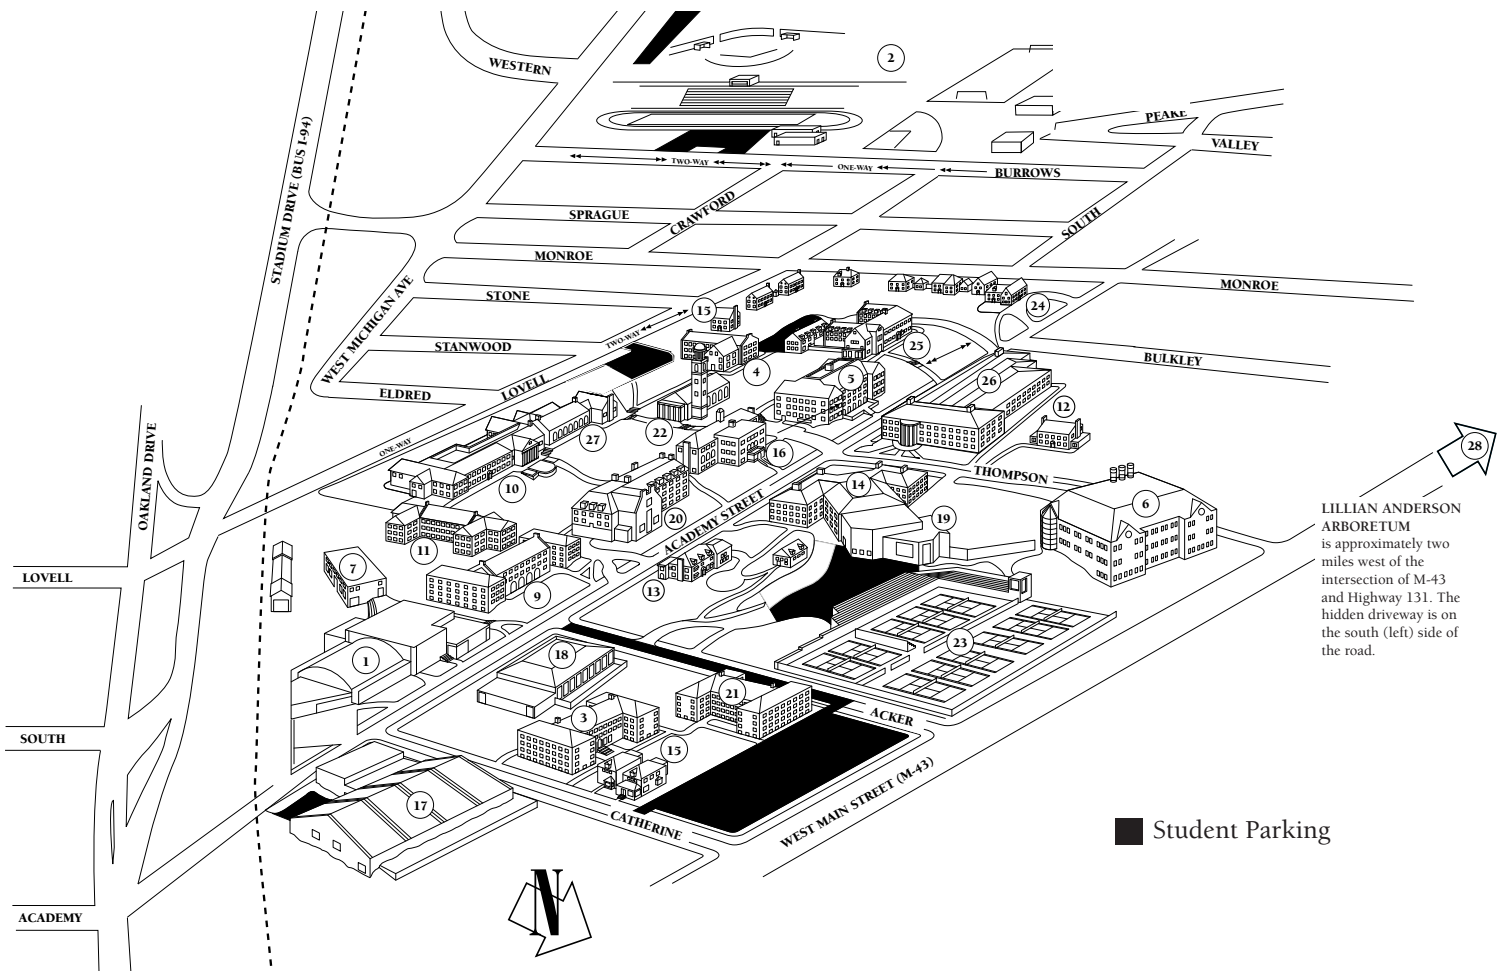 WESTERN
2
PEAKE
VALLEY
TWO-WAY
ONE-WAY
BURROWS
STADIUM DRIVE (BUS I-94)
SPRAGUE
CRAWFORD
SOUTH
MONROE
MONROE
STONE
WEST MICHIGAN AVE
15
24
TWO-WAY
STANWOOD
25
BULKLEY
4
5
26
ELDRED
LOVELL
12
ONE-WAY
27
22
16
28
OAKLAND DRIVE
10
THOMPSON
14
6
20
ACADEMY STREET
19
LILLIAN ANDERSON
ARBORETUM
is approximately two
miles west of the
intersection of M-43
and Highway 131. The
hidden driveway is on
the south (left) side of
the road.
11
7
LOVELL
9
13
23
1
18
21
3
ACKER
SOUTH
15
17
CATHERINE
WEST MAIN STREET (M-43)
Student Parking
N
ACADEMY